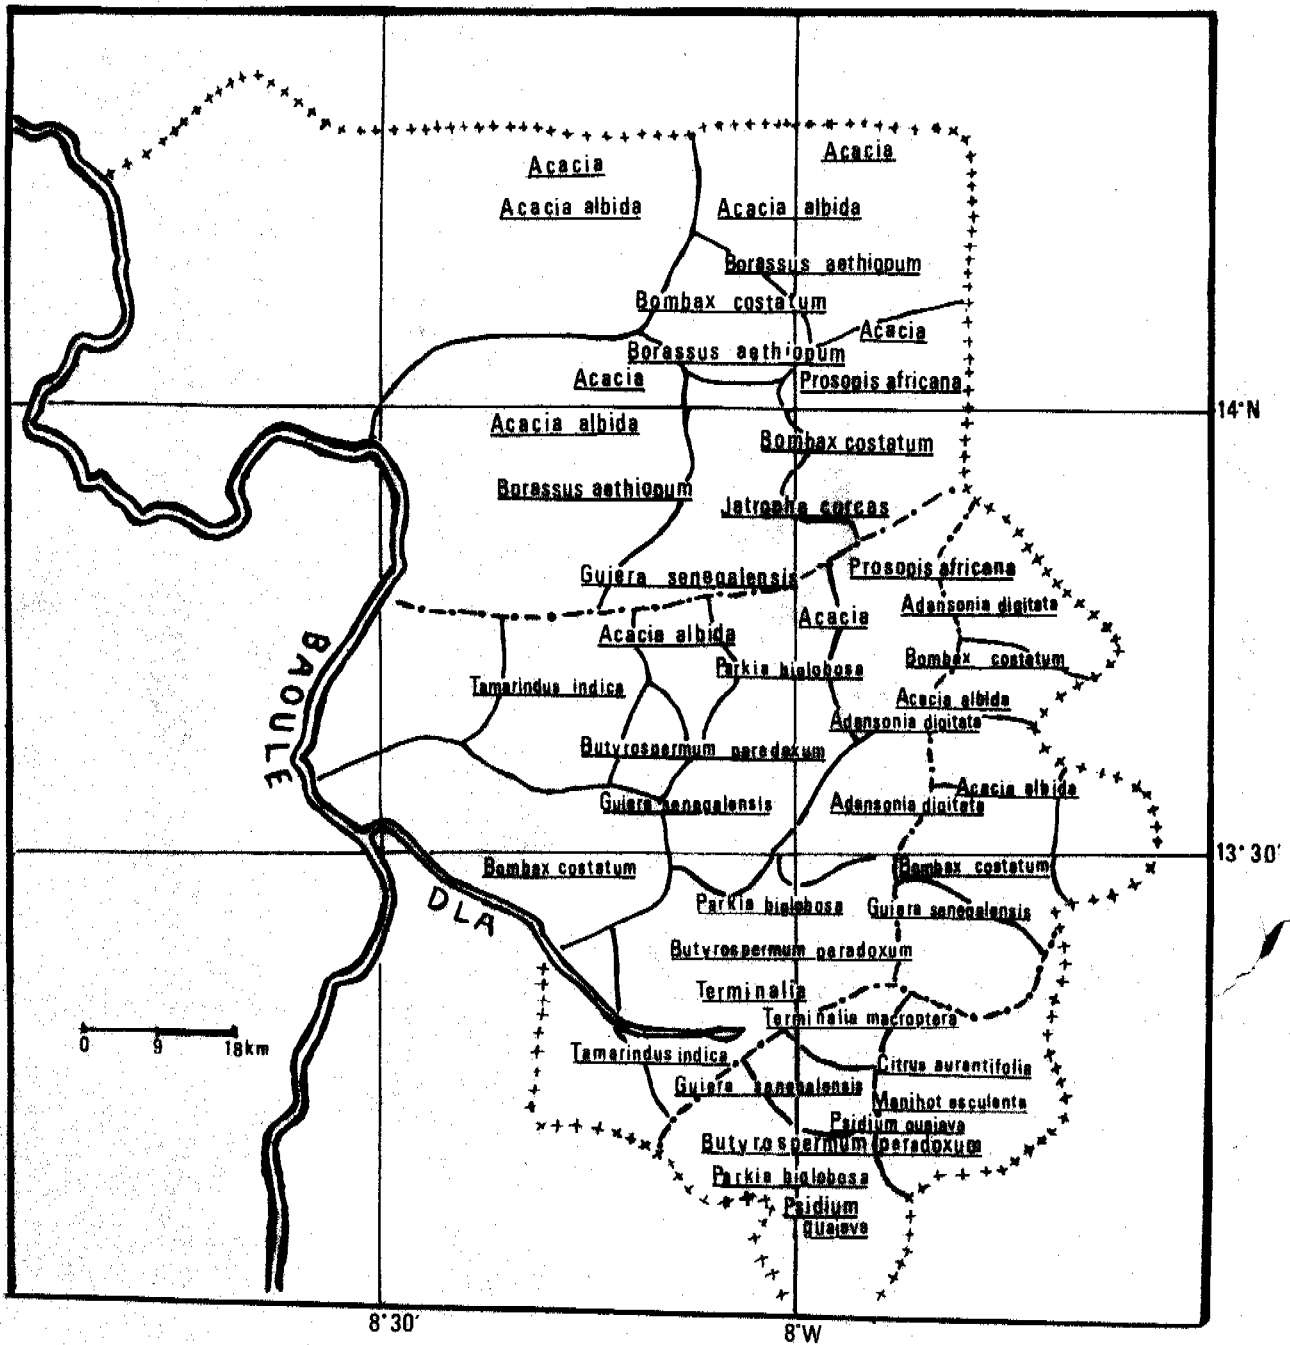 Acacia
Acacia
Acacia albida
Acacia albida
Borassus aethiopum
Bombax costatum
Acacia
Borassus aethiopum
Acacia
Prosopis africana
14°N
Acacia albida
Bombax costatum
Borassus aethiopum
Jatropha curcas
Prosopis africana
Guiera senegalensis
Adansonia digitata
Acacia
Acacia albida
BAOULE
Bombax costatum
Parkia biglobosa
Tamarindus indica
Acacia albida
Adansonia digitata
Butyrospermum paradoxum
Acacia albida
Guiera senegalensis
Adansonia digitata
13°30'
Bombax costatum
Bombax costatum
DLA
Parkia biglobosa
Guiera senegalensis
Butyrospermum paradoxum
Terminalia
Terminalia macroptera
0 9 18km
Tamarindus indica
Citrus aurantifolia
Guiera senegalensis
Manihot esculenta
Psidium guajava
Butyrospermum paradoxum
Parkia biglobosa
Psidium
guajava
8°30'
8°W